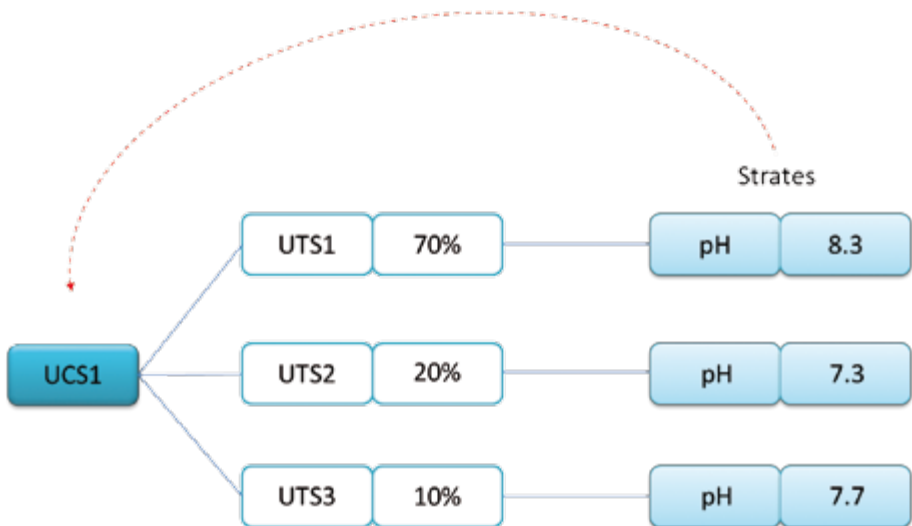 Strates
UTS1 70% pH 8.3
UCS1 UTS2 20% pH 7.3
UTS3 10% pH 7.7